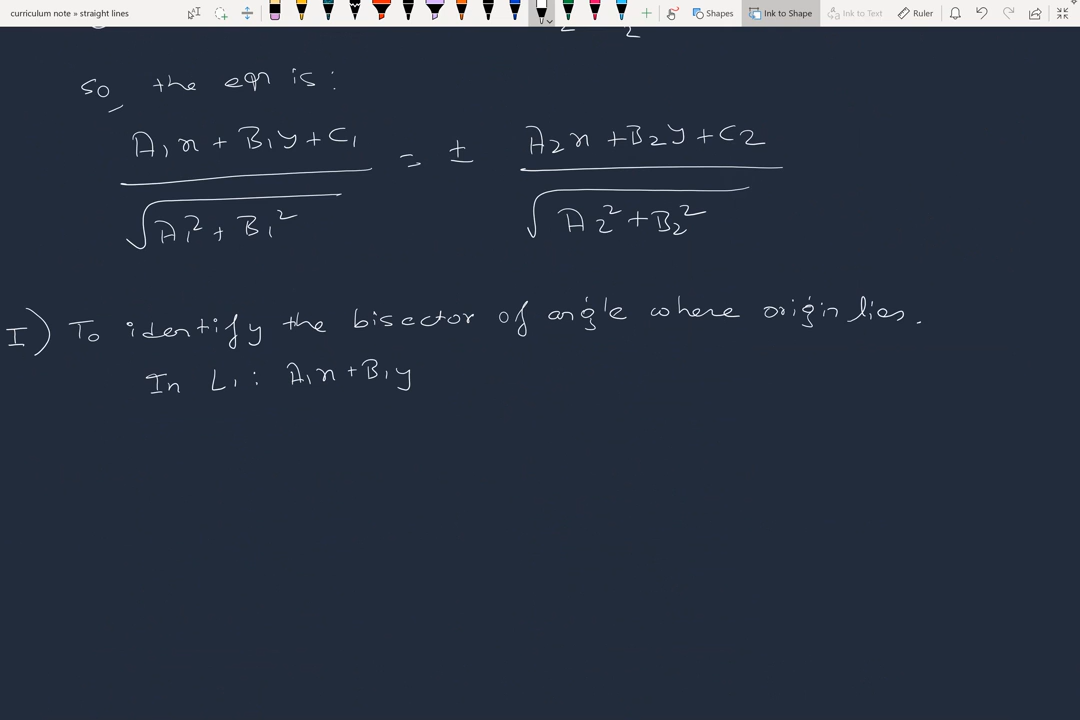 curriculum note » straight lines
Shapes
Ink to Shape
Ink to Text
Ruler
2 2
So, the eqn is:
A₁x + B₁y + C₁ / √A₁² + B₁² = ± A₂x + B₂y + C₂ / √A₂² + B₂²
I) To identify the bisector of angle where origin lies.
In L₁: A₁x + B₁y